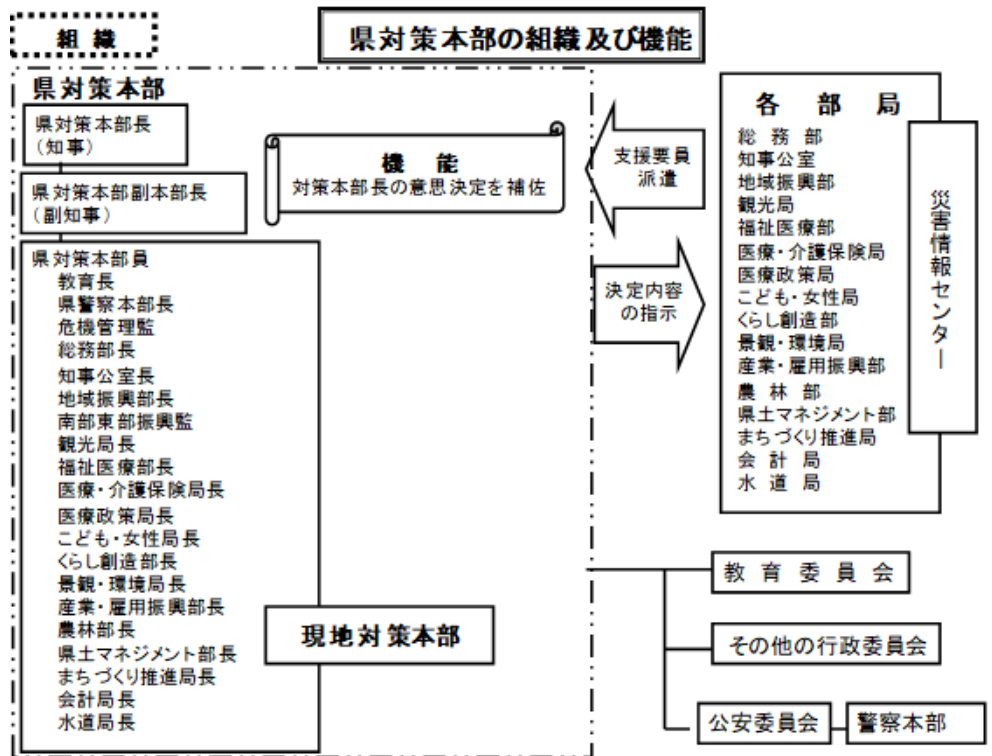 組織
県対策本部の組織及び機能
県対策本部
県対策本部長
（知事）
県対策本部副本部長
（副知事）
県対策本部員
教育長
県警察本部長
危機管理監
総務部長
知事公室長
地域振興部長
南部東部振興監
観光局長
福祉医療部長
医療・介護保険局長
医療政策局長
こども・女性局長
くらし創造部長
景観・環境局長
産業・雇用振興部長
農林部長
県土マネジメント部長
まちづくり推進局長
会計局長
水道局長
機能
対策本部長の意思決定を補佐
現地対策本部
支援要員
派遣
決定内容
の指示
各部局
総務部
知事公室
地域振興部
観光局
福祉医療部
医療・介護保険局
医療政策局
こども・女性局
くらし創造部
景観・環境局
産業・雇用振興部
農林部
県土マネジメント部
まちづくり推進局
会計局
水道局
災害情報センター
教育委員会
その他の行政委員会
公安委員会
警察本部